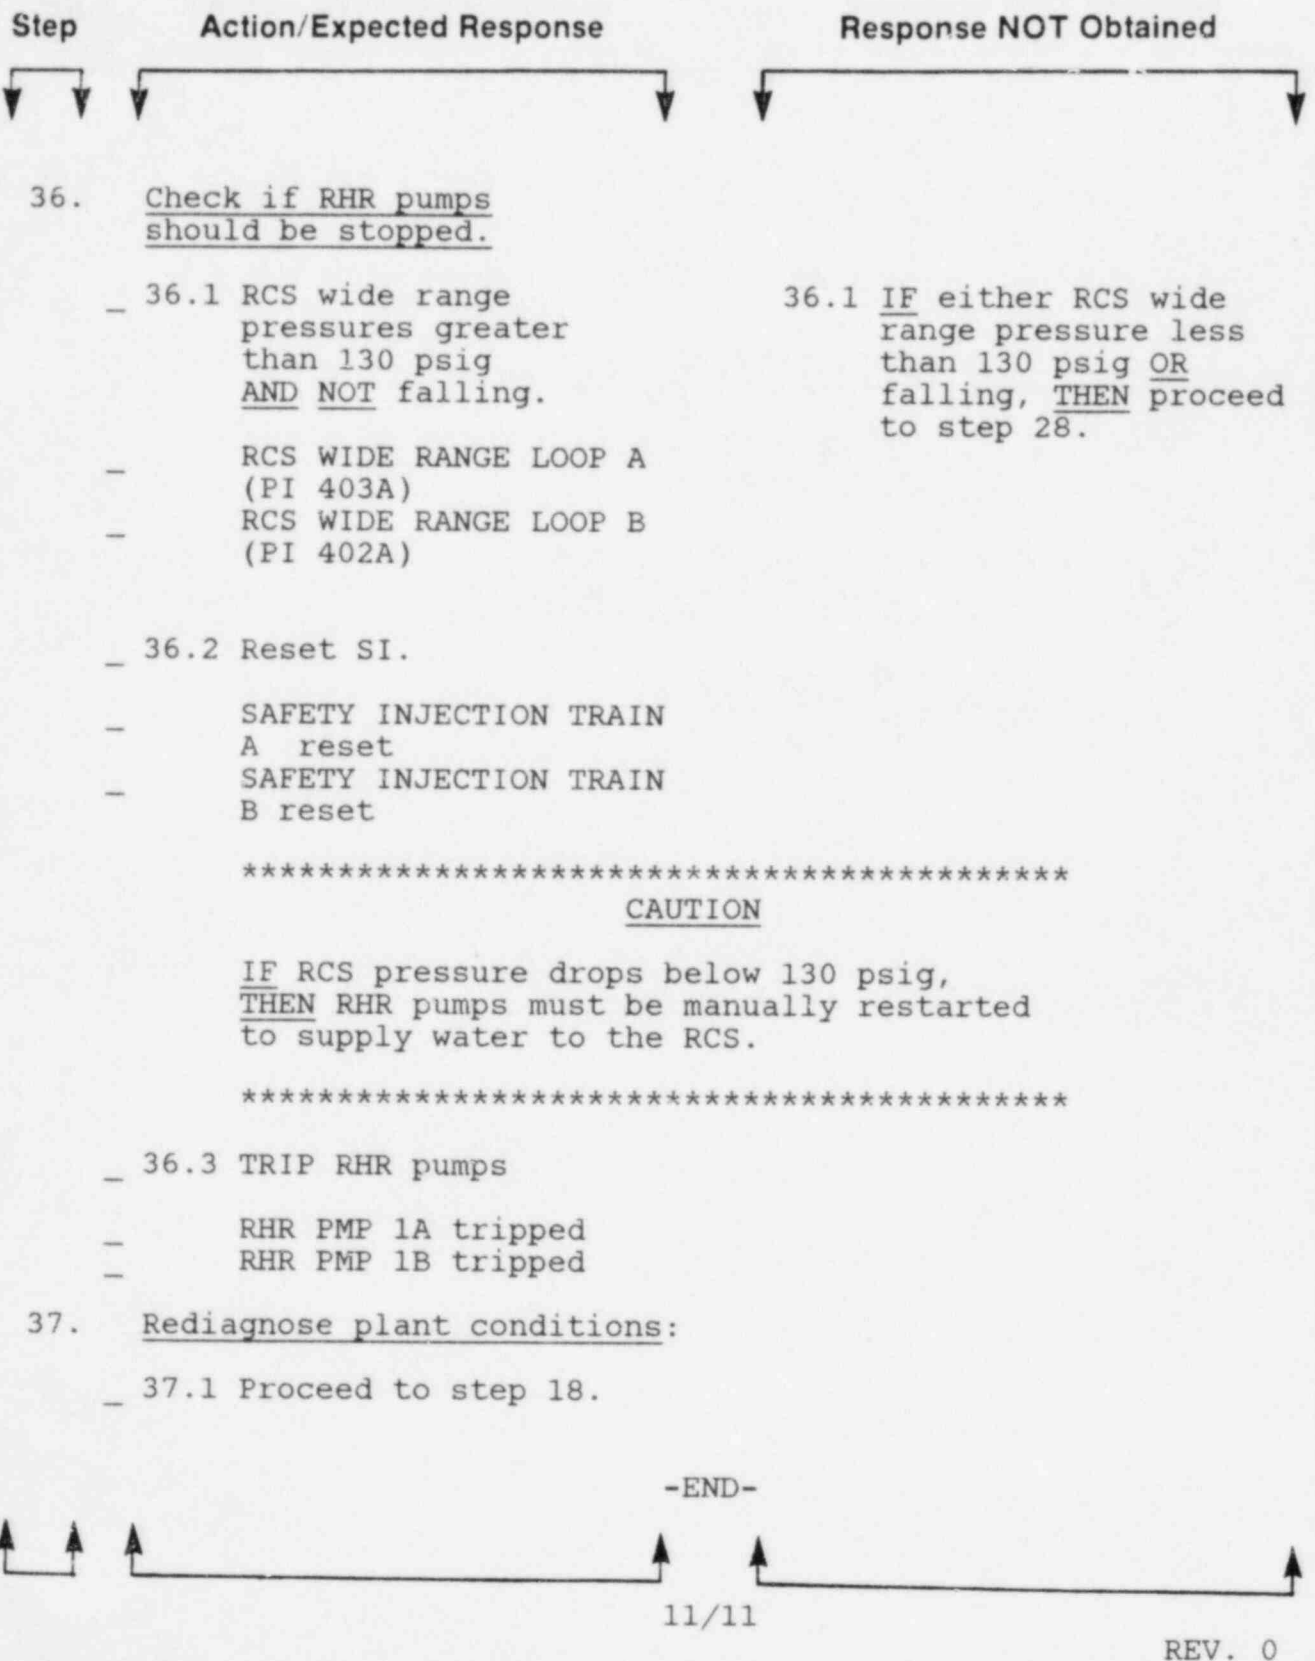 Step Action/Expected Response Response NOT Obtained
36. Check if RHR pumps
should be stopped.
_ 36.1 RCS wide range
pressures greater
than 130 psig
AND NOT falling.
_ RCS WIDE RANGE LOOP A
(PI 403A)
_ RCS WIDE RANGE LOOP B
(PI 402A)
36.1 IF either RCS wide
range pressure less
than 130 psig OR
falling, THEN proceed
to step 28.
_ 36.2 Reset SI.
_ SAFETY INJECTION TRAIN
A reset
_ SAFETY INJECTION TRAIN
B reset
*******************************************
CAUTION
IF RCS pressure drops below 130 psig,
THEN RHR pumps must be manually restarted
to supply water to the RCS.
*******************************************
_ 36.3 TRIP RHR pumps
_ RHR PMP 1A tripped
_ RHR PMP 1B tripped
37. Rediagnose plant conditions:
_ 37.1 Proceed to step 18.
-END-
11/11
REV. 0